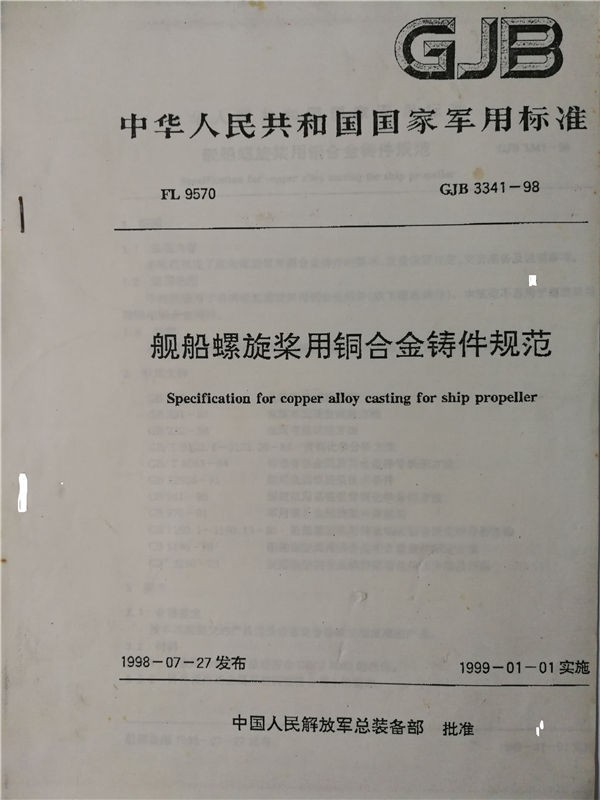 GJB
中华人民共和国国家军用标准
FL 9570
GJB 3341-98
舰船螺旋桨用铜合金铸件规范
Specification for copper alloy casting for ship propeller
1998-07-27 发布
1999-01-01 实施
中国人民解放军总装备部 批准